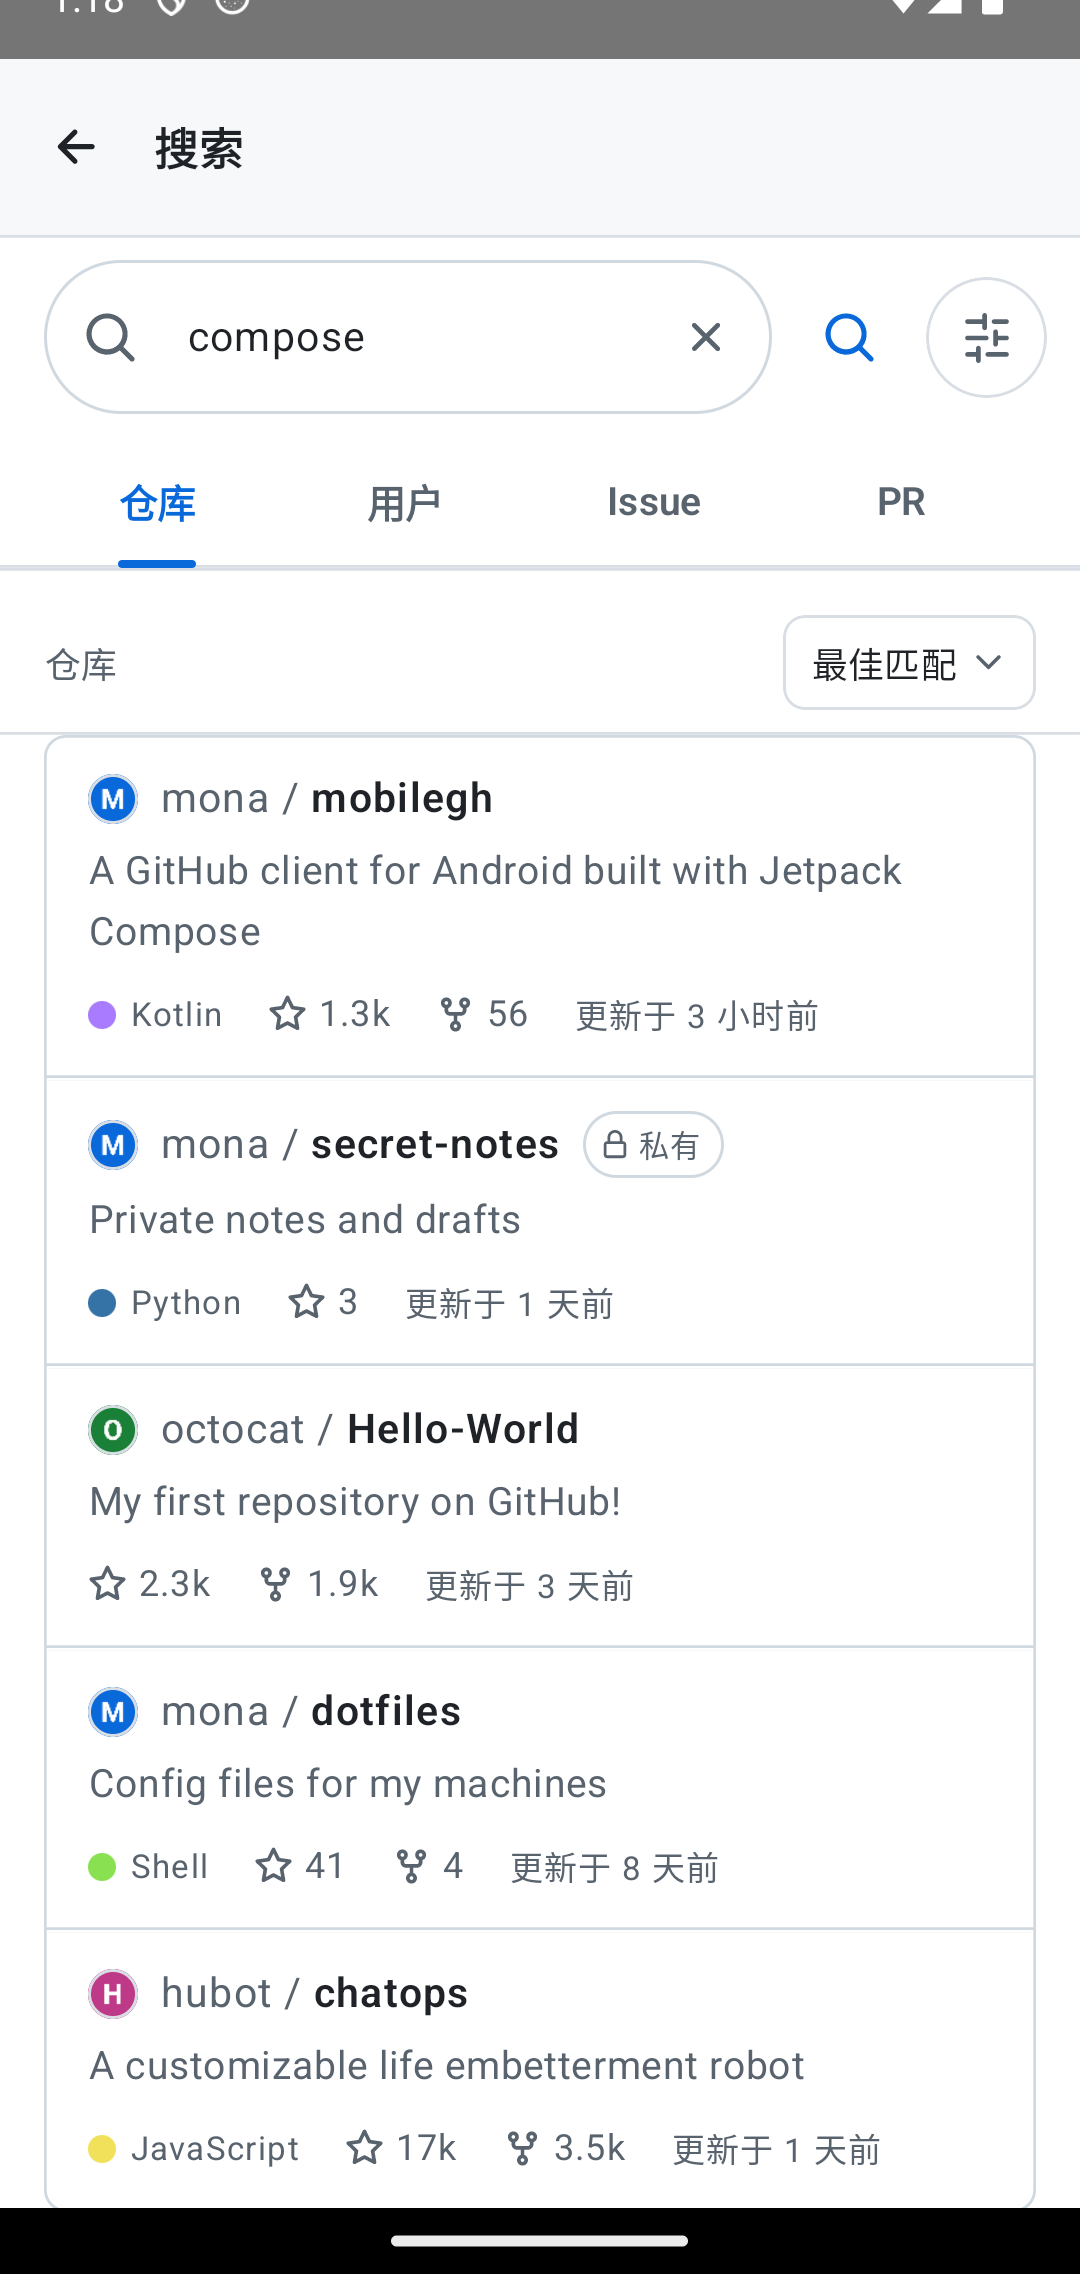 1:18
搜索
compose
仓库 用户 Issue PR
仓库 最佳匹配
M mona / mobilegh
A GitHub client for Android built with Jetpack
Compose
Kotlin 1.3k 56 更新于 3 小时前
M mona / secret-notes 私有
Private notes and drafts
Python 3 更新于 1 天前
O octocat / Hello-World
My first repository on GitHub!
2.3k 1.9k 更新于 3 天前
M mona / dotfiles
Config files for my machines
Shell 41 4 更新于 8 天前
H hubot / chatops
A customizable life embetterment robot
JavaScript 17k 3.5k 更新于 1 天前